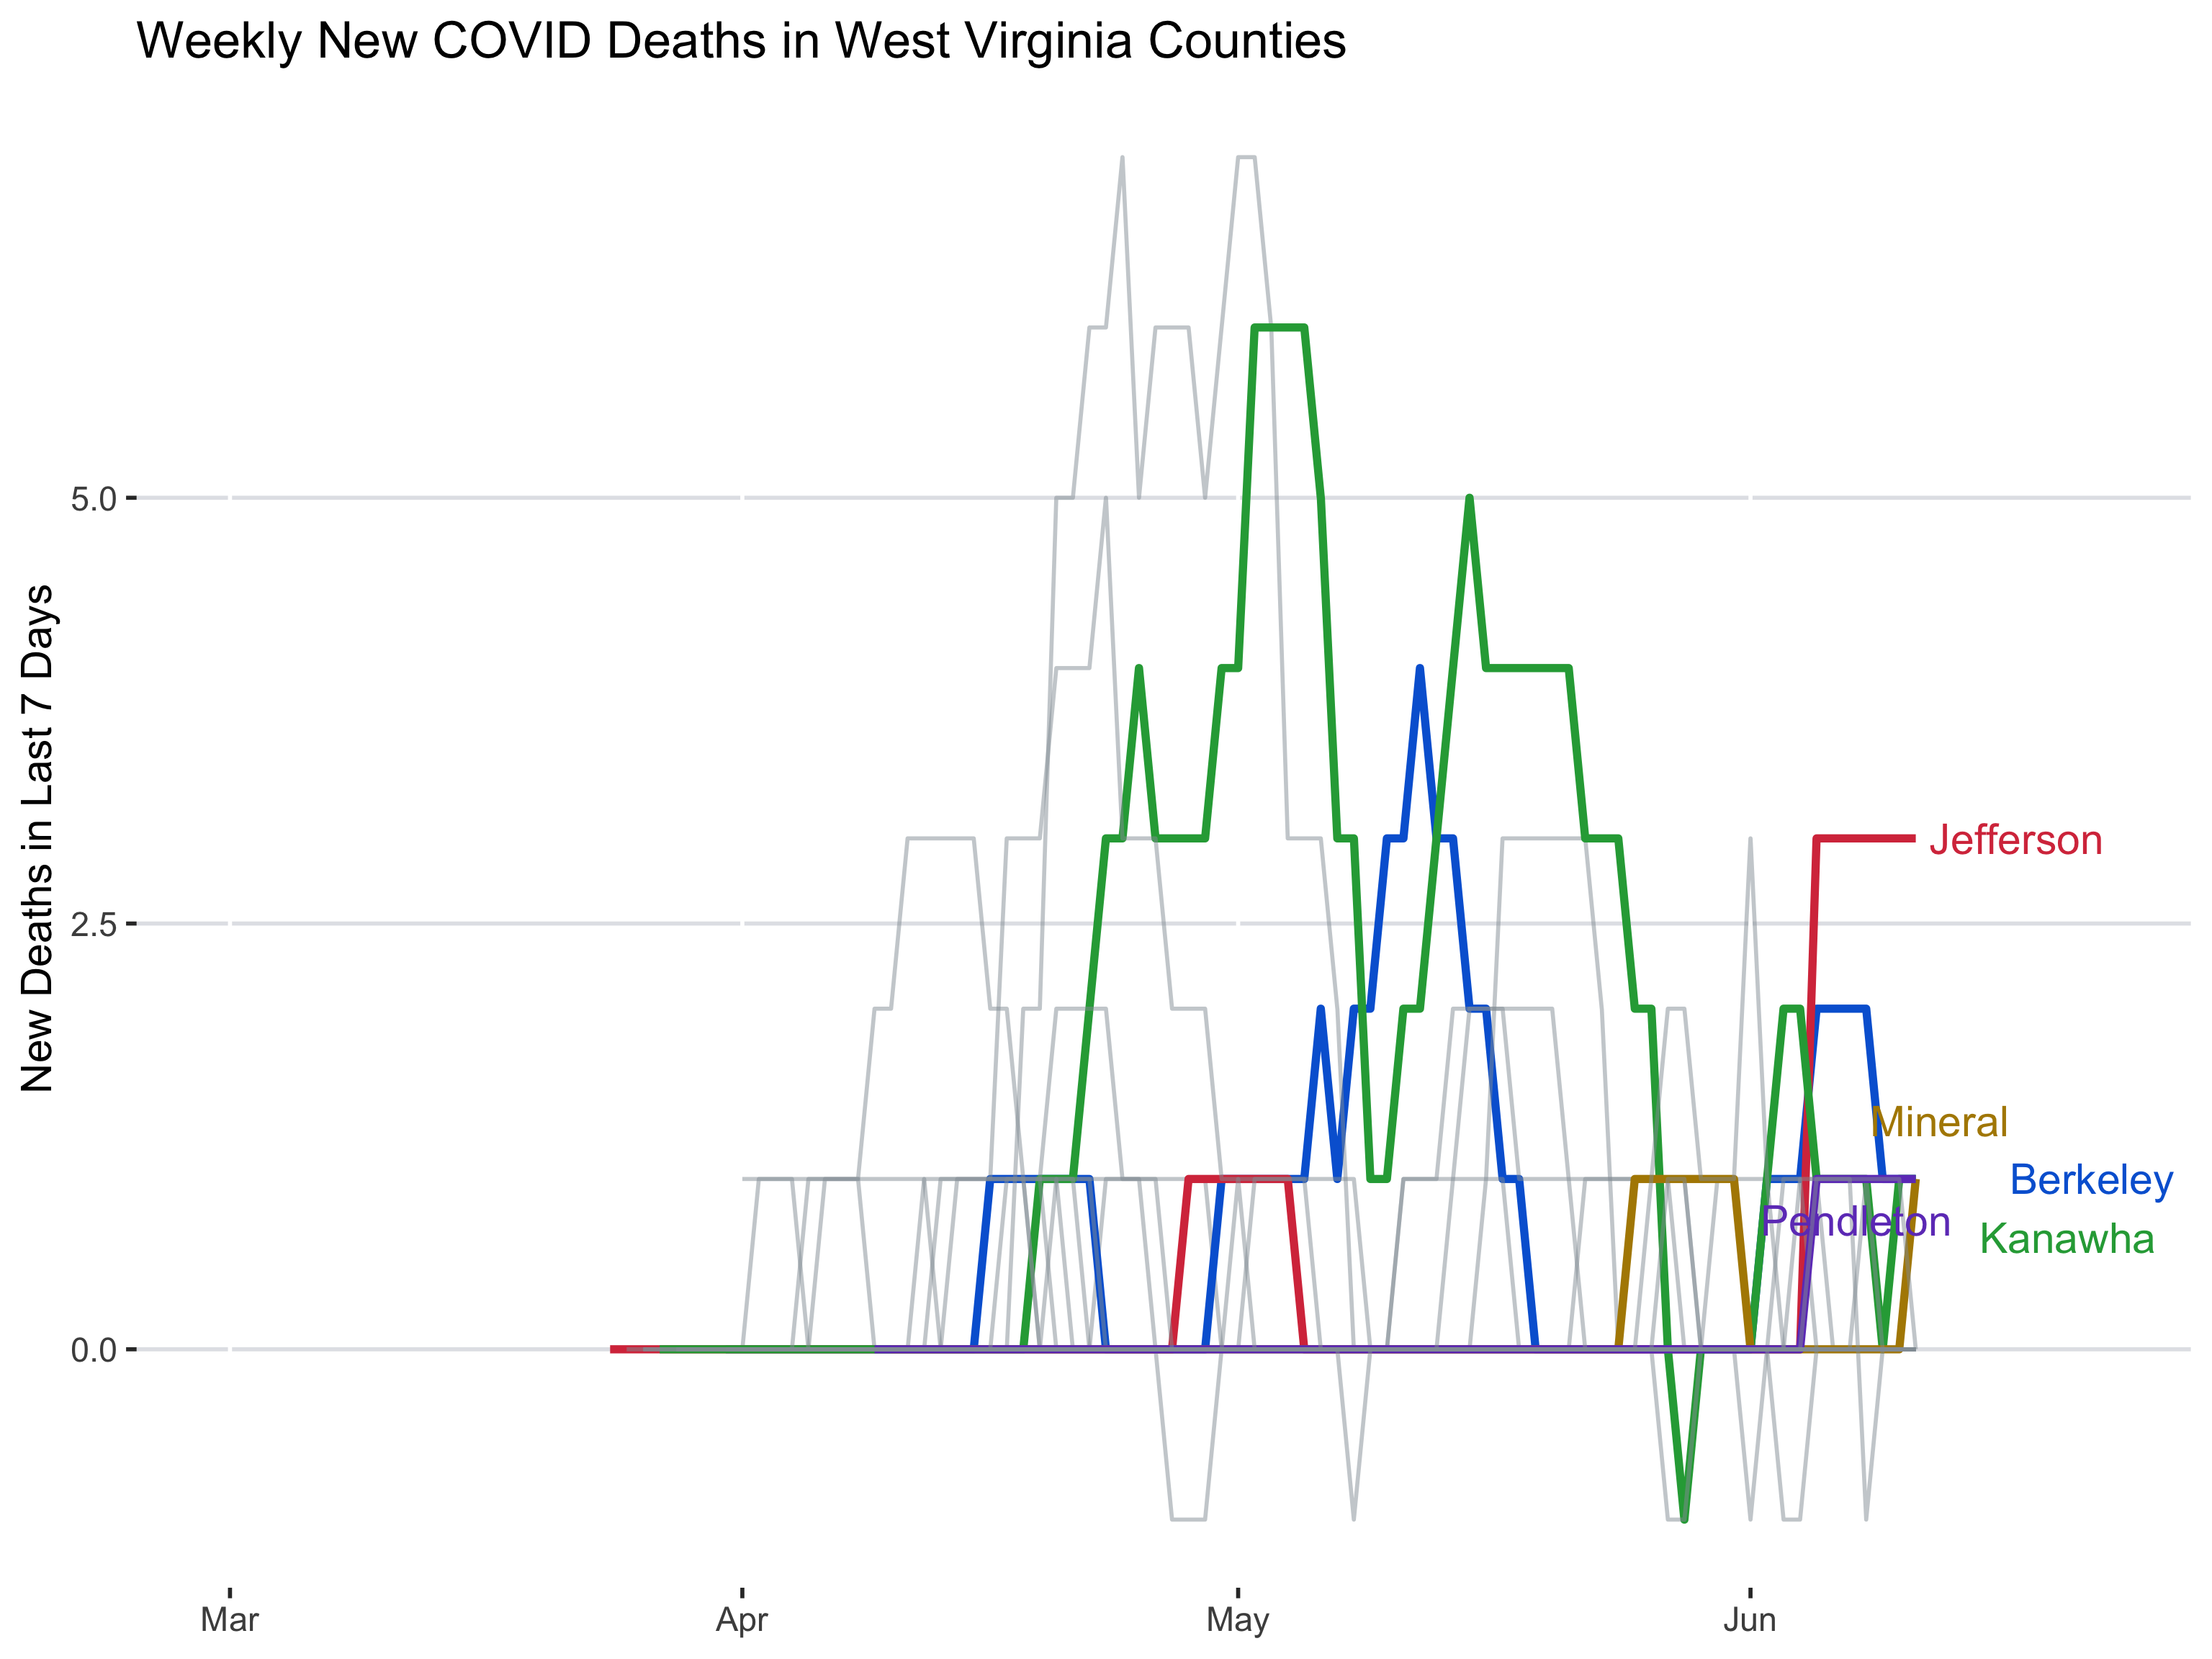 Weekly New COVID Deaths in West Virginia Counties
New Deaths in Last 7 Days
5.0
2.5
0.0
Jefferson
Mineral
Berkeley
Pendleton
Kanawha
Mar
Apr
May
Jun